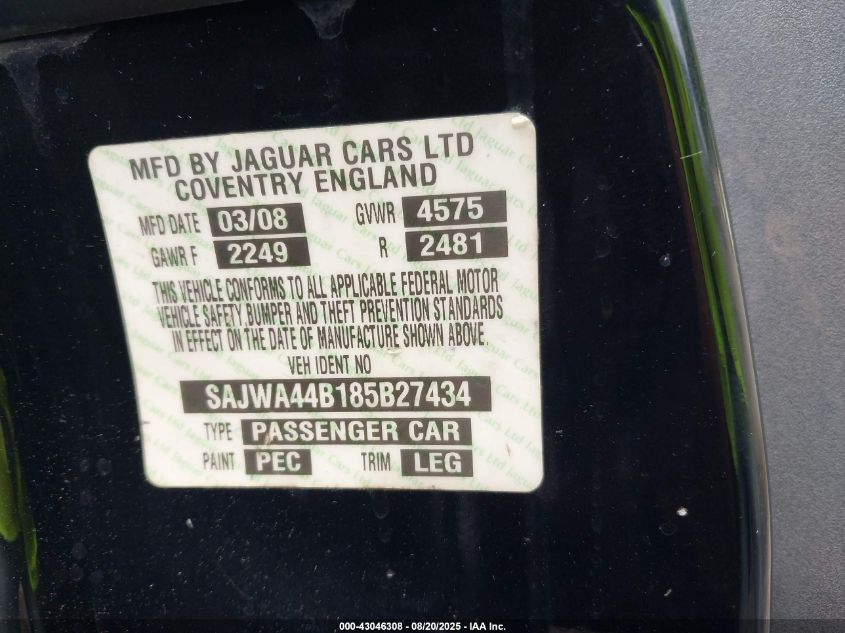 MFD BY JAGUAR CARS LTD
COVENTRY ENGLAND
MFD DATE 03/08 GVWR 4575
GAWR F 2249 R 2481
THIS VEHICLE CONFORMS TO ALL APPLICABLE FEDERAL MOTOR
VEHICLE SAFETY, BUMPER AND THEFT PREVENTION STANDARDS
IN EFFECT ON THE DATE OF MANUFACTURE SHOWN ABOVE.
VEH IDENT NO
SAJWA44B185B27434
TYPE PASSENGER CAR
PAINT PEC TRIM LEG
000-43046308 - 08/20/2025 - IAA Inc.